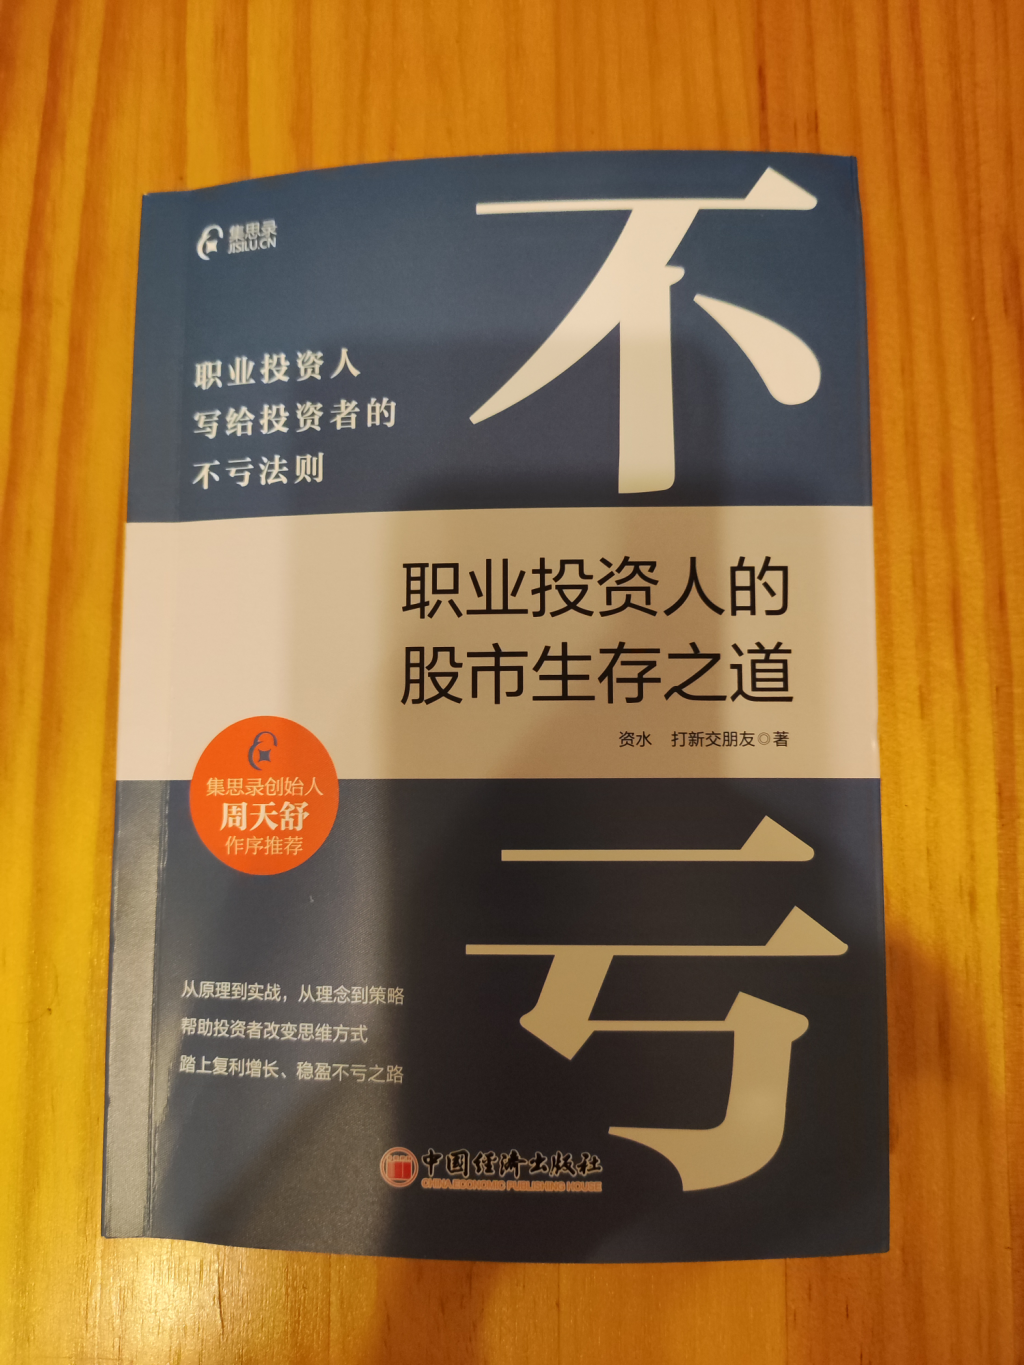 不
集思录
JISILU.CN
职业投资人
写给投资者的
不亏法则
职业投资人的
股市生存之道
资水 打新交朋友◎著
集思录创始人
周天舒
作序推荐
亏
从原理到实战，从理念到策略
帮助投资者改变思维方式
踏上复利增长、稳盈不亏之路
中国经济出版社
CHINA ECONOMIC PUBLISHING HOUSE